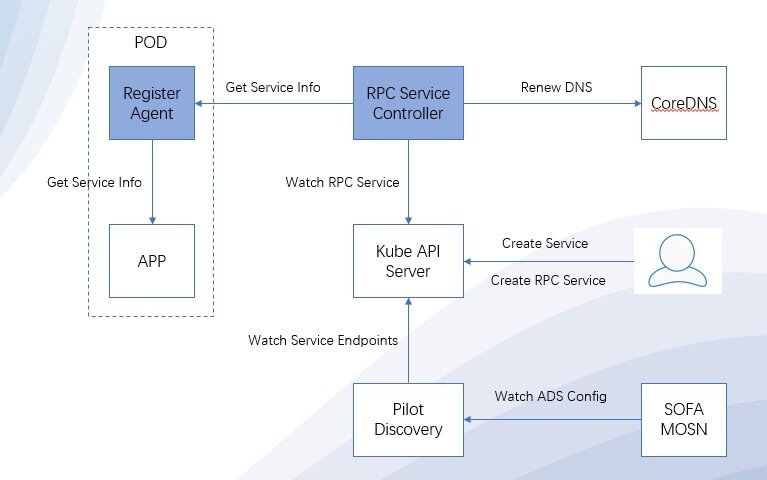 POD
Register
Agent
Get Service Info
RPC Service
Controller
Renew DNS
CoreDNS
Get Service Info
Watch RPC Service
APP
Kube API
Server
Create Service
Create RPC Service
Watch Service Endpoints
Pilot
Discovery
Watch ADS Config
SOFA
MOSN